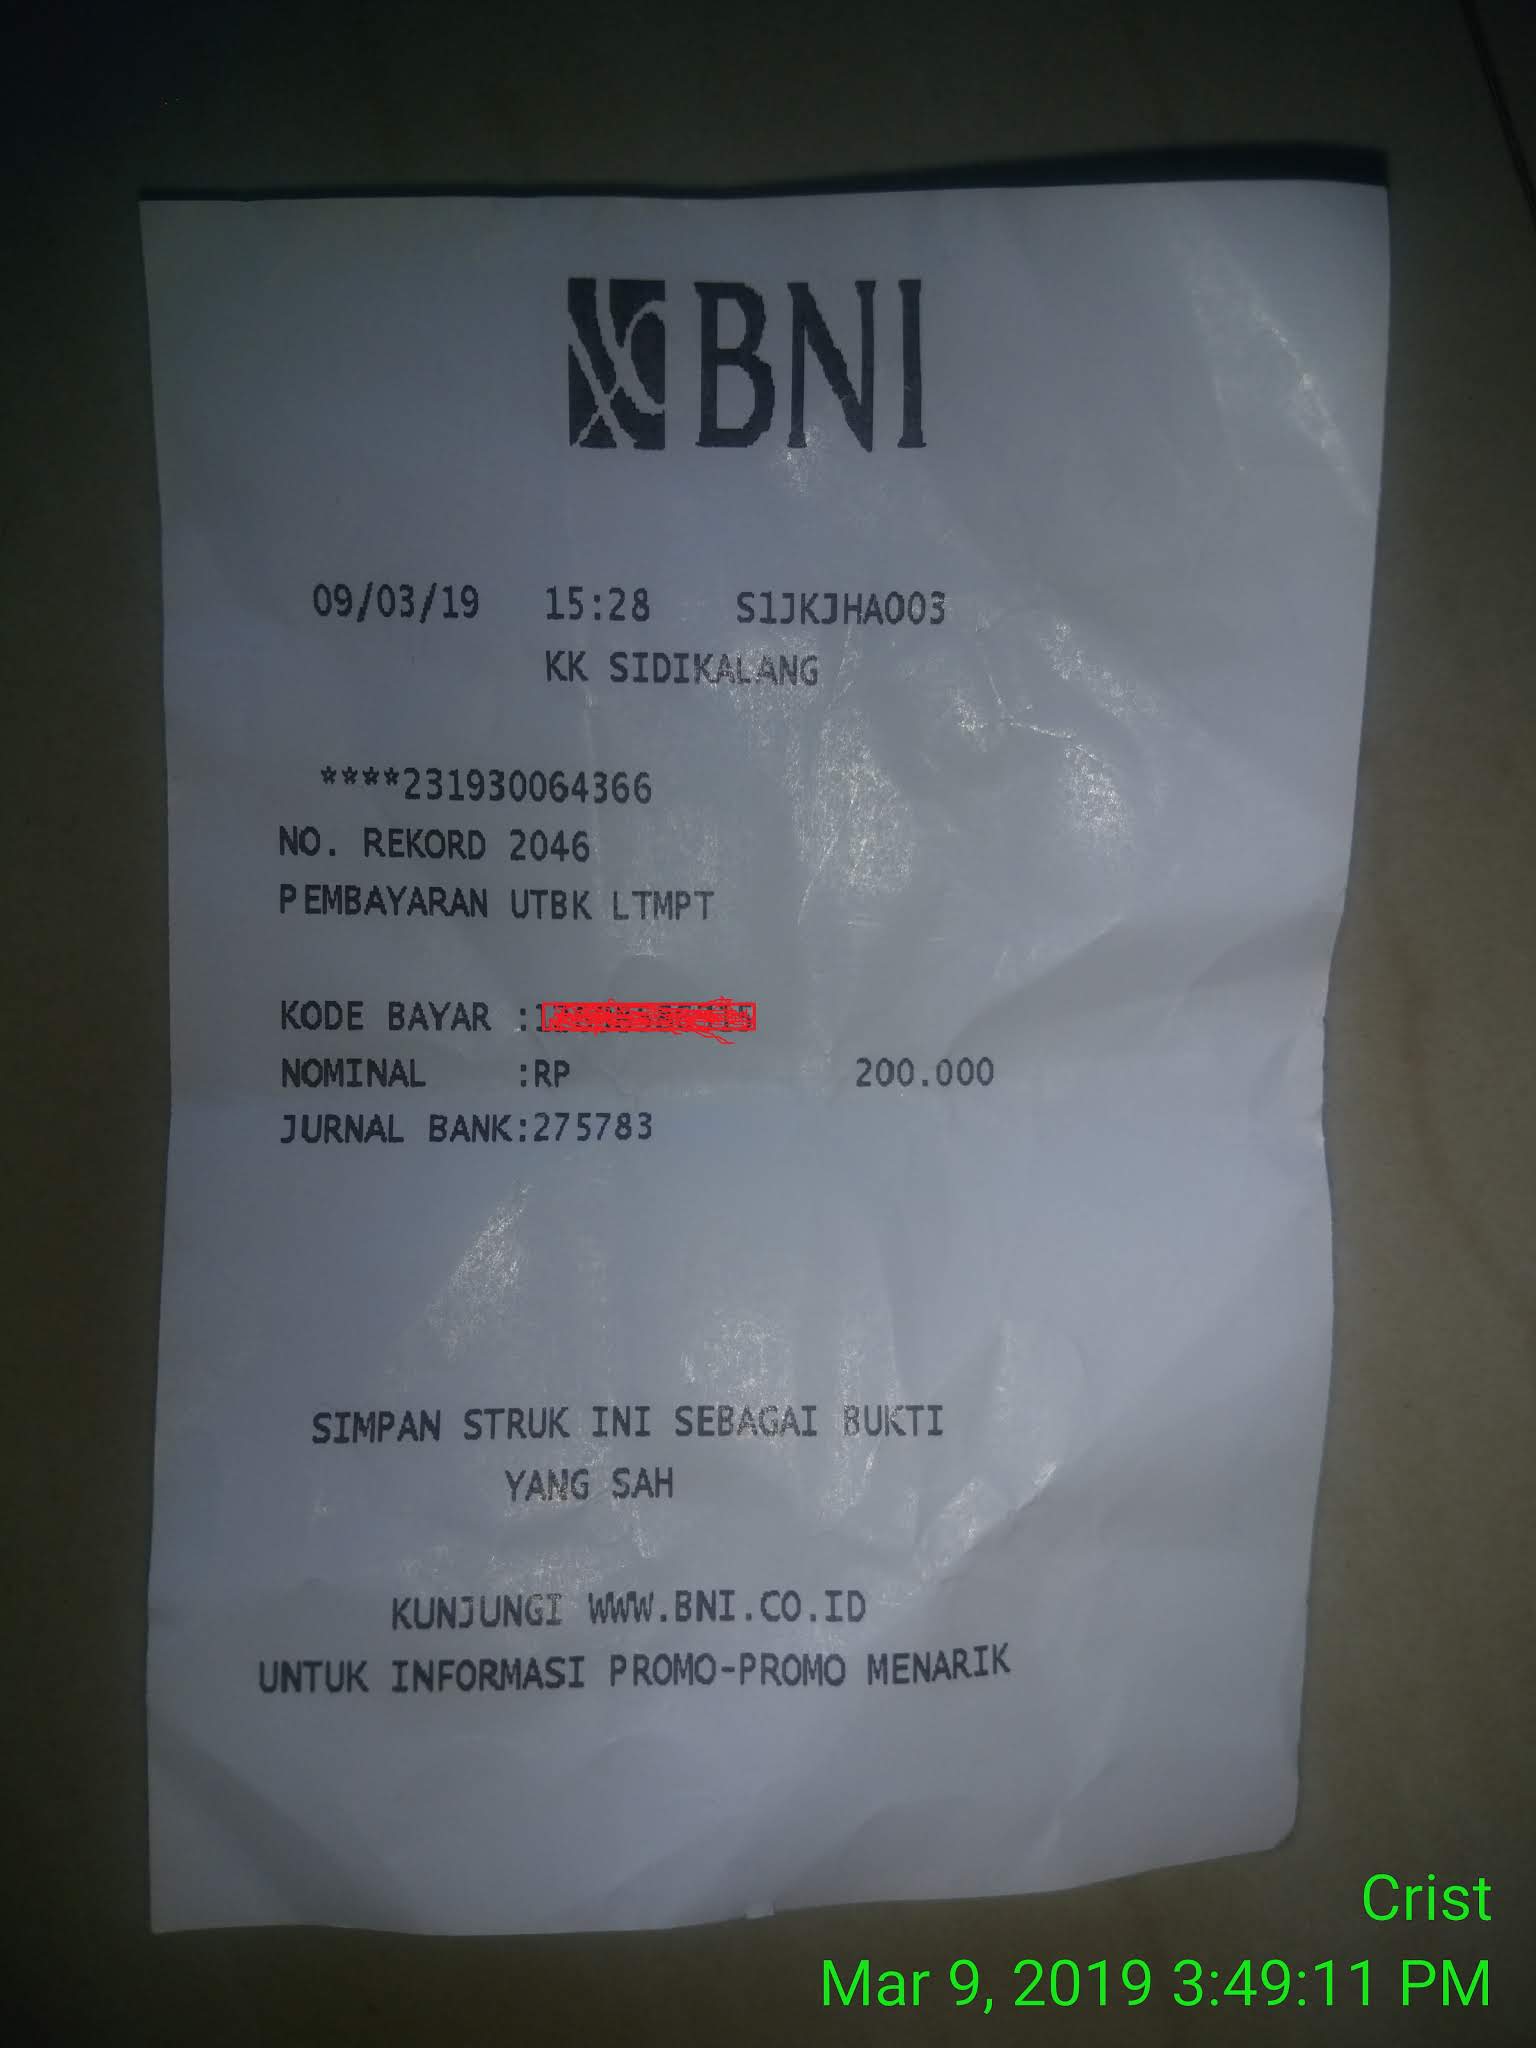 BNI
09/03/19 15:28 S1JKJHA003
KK SIDIKALANG
****231930064366
NO. REKORD 2046
PEMBAYARAN UTBK LTMPT
KODE BAYAR :
NOMINAL :RP 200.000
JURNAL BANK:275783
SIMPAN STRUK INI SEBAGAI BUKTI
YANG SAH
KUNJUNGI WWW.BNI.CO.ID
UNTUK INFORMASI PROMO-PROMO MENARIK
Crist
Mar 9, 2019 3:49:11 PM